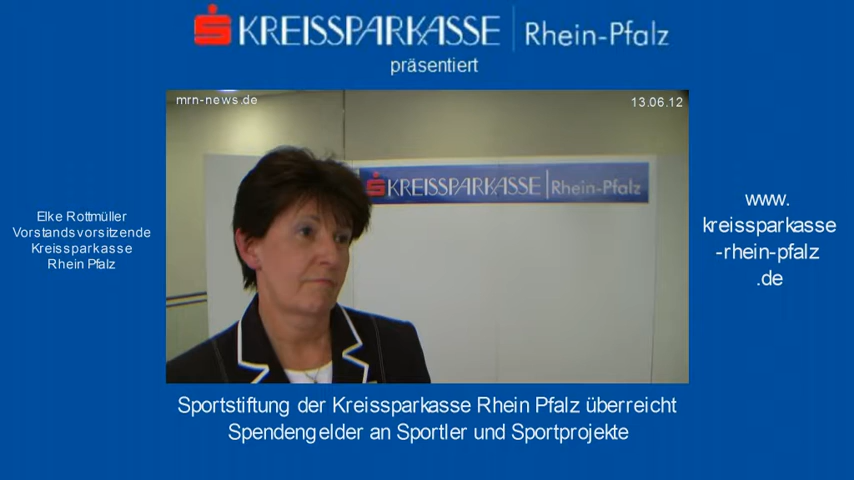 KREISSPARKASSE Rhein-Pfalz
präsentiert
mrn-news.de
13.06.12
KREISSPARKASSE Rhein-Pfalz
Elke Rottmüller
Vorstandsvorsitzende
Kreissparkasse
Rhein Pfalz
www.
kreissparkasse
-rhein-pfalz
.de
Sportstiftung der Kreissparkasse Rhein Pfalz überreicht
Spendengelder an Sportler und Sportprojekte